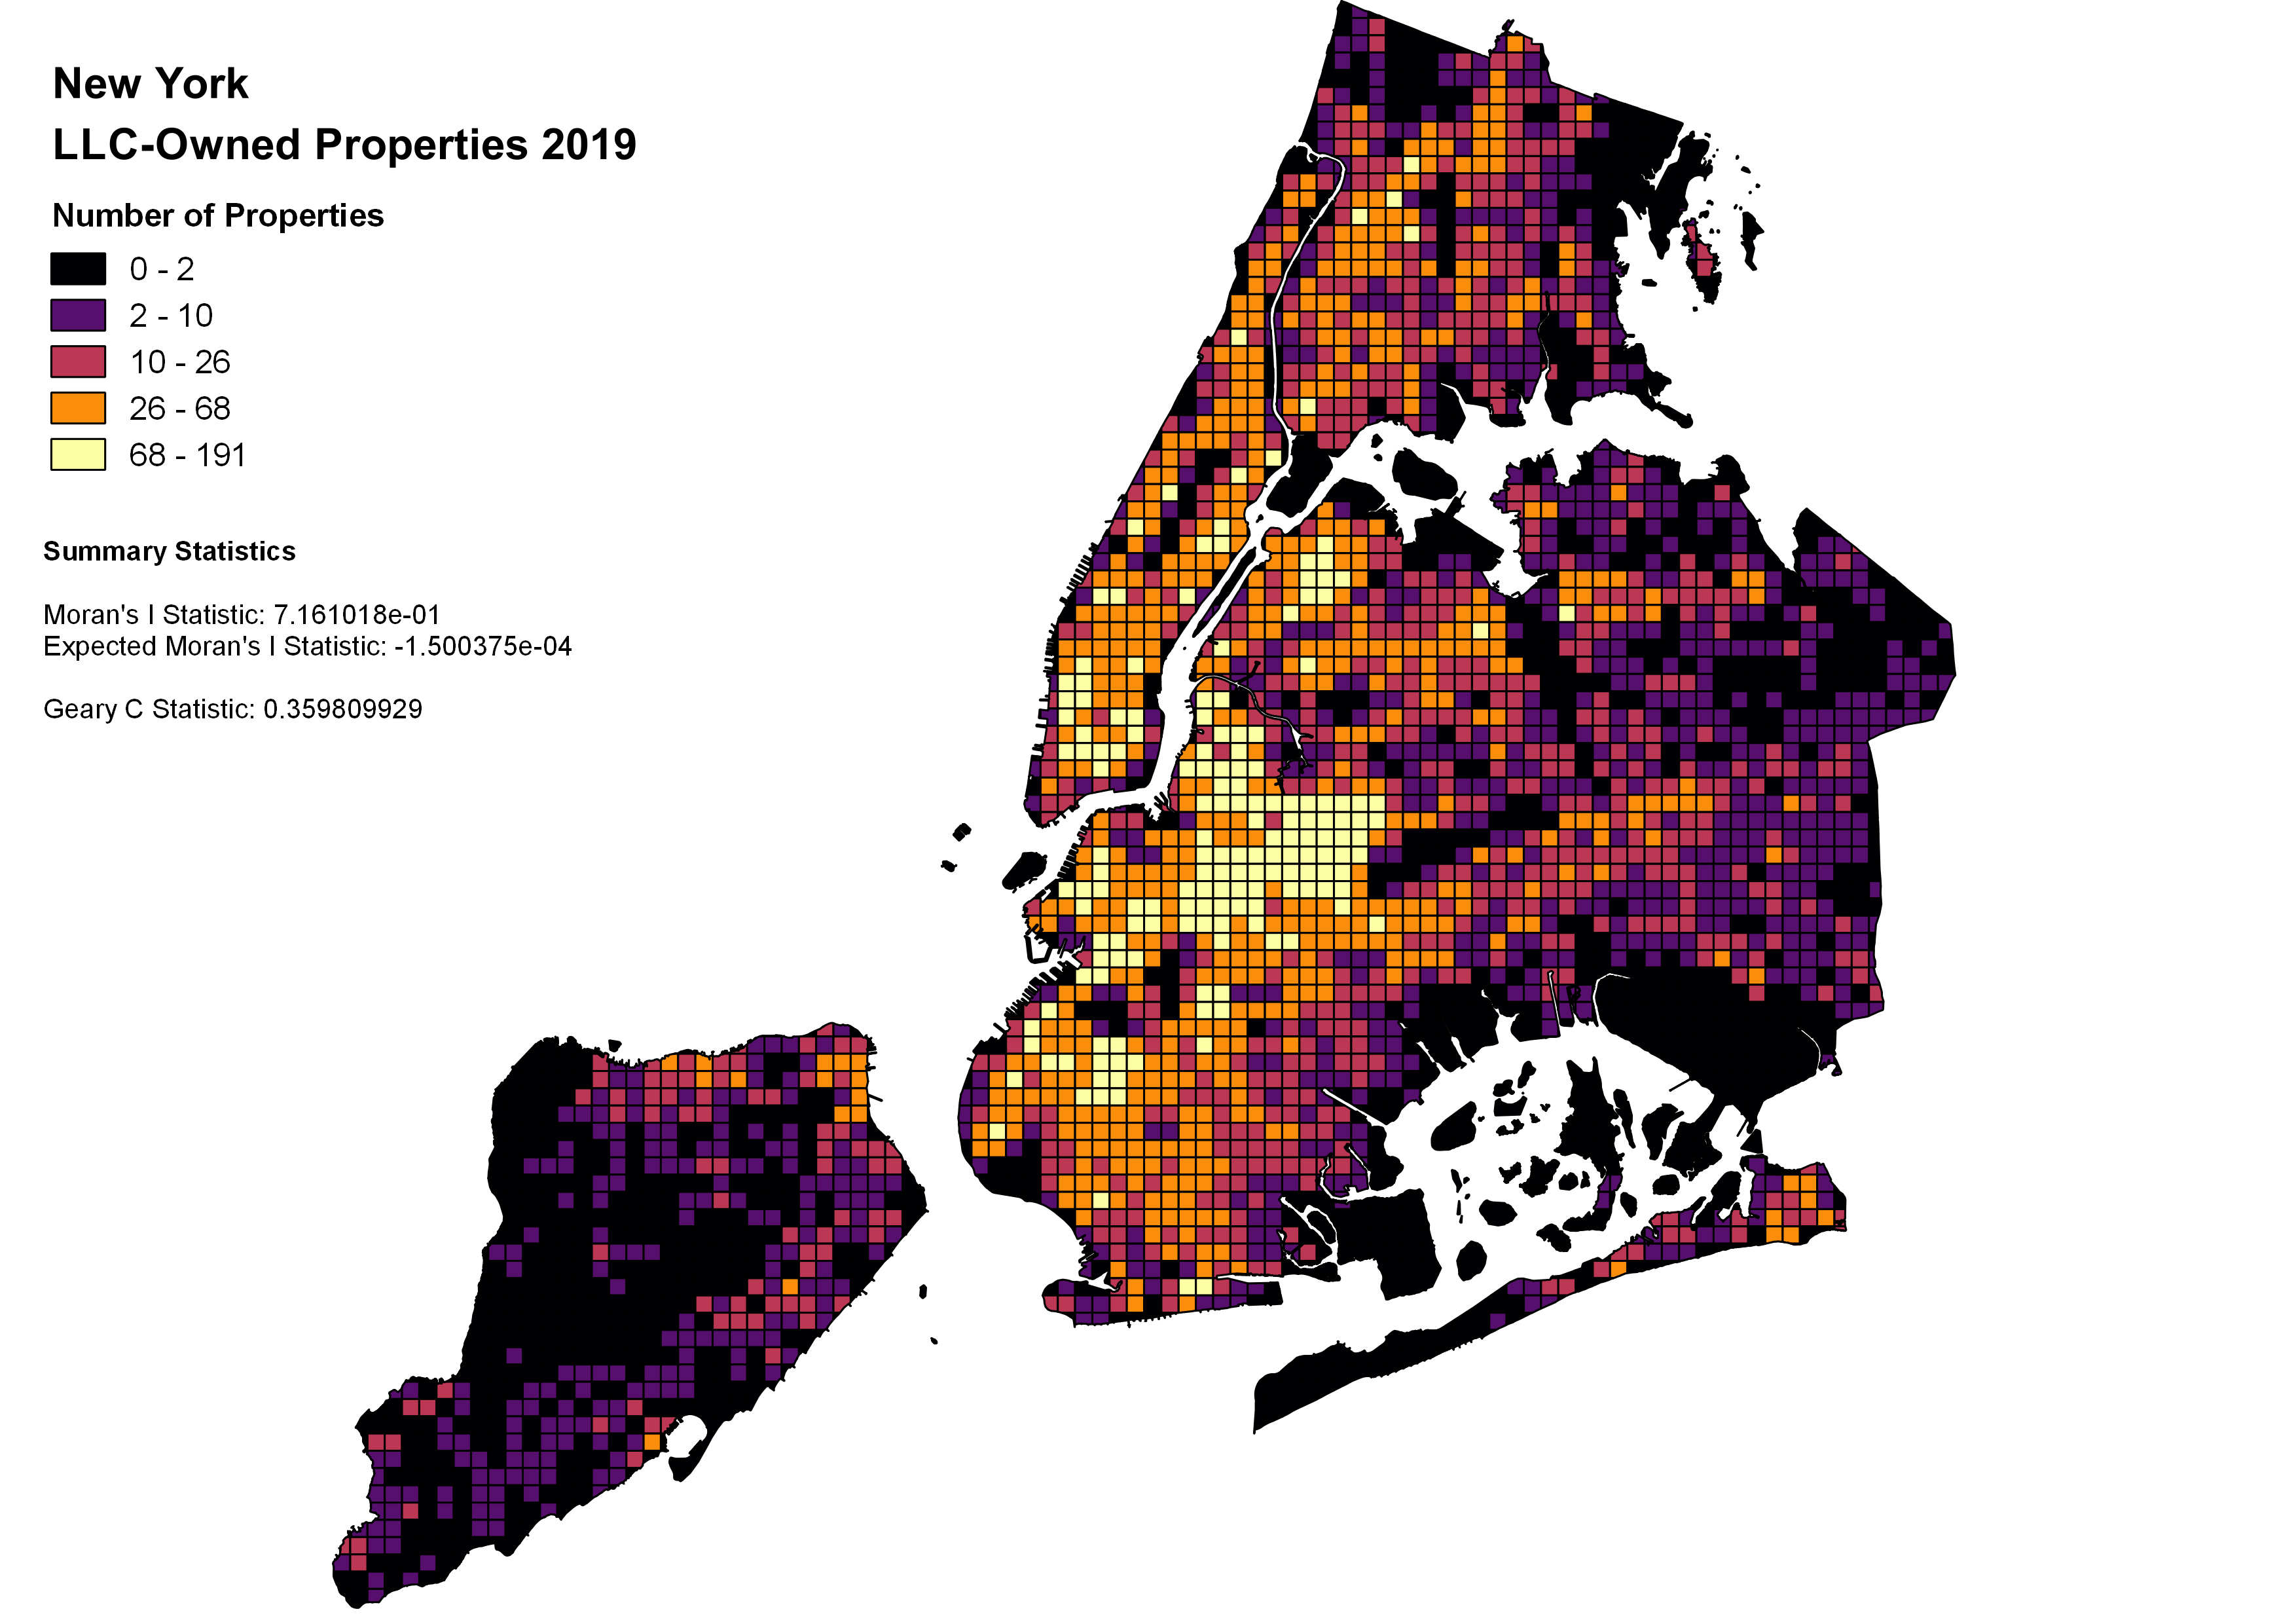 New York
LLC-Owned Properties 2019
Number of Properties
0 - 2
2 - 10
10 - 26
26 - 68
68 - 191
Summary Statistics
Moran's I Statistic: 7.161018e-01
Expected Moran's I Statistic: -1.500375e-04
Geary C Statistic: 0.359809929